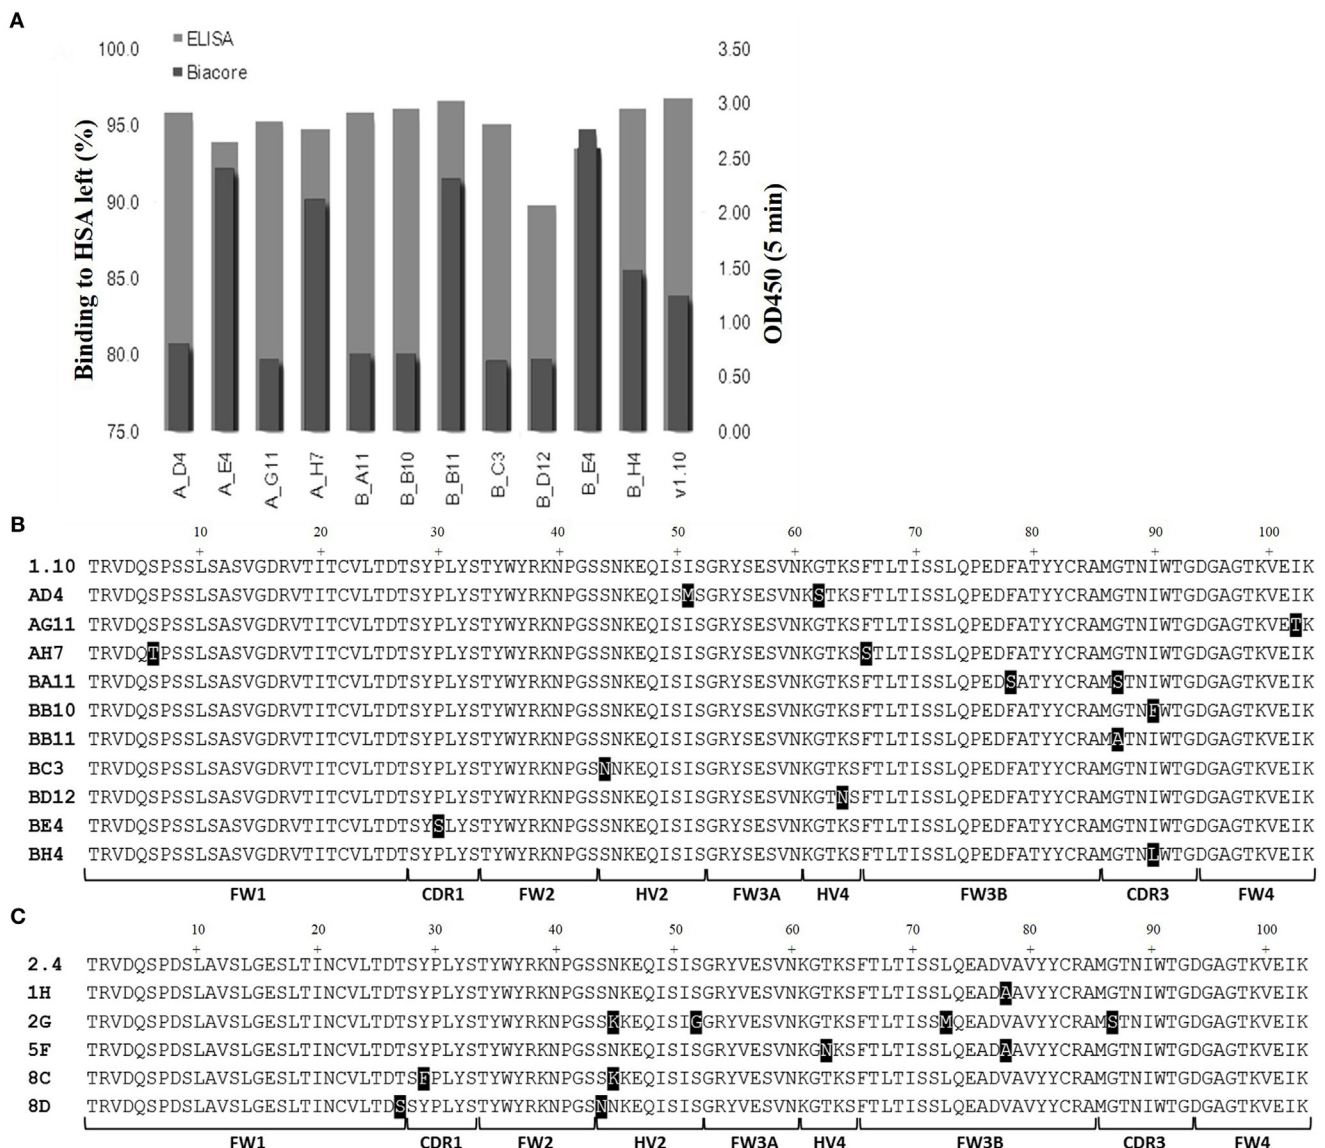 A
ELISA
Biacore
100.0
95.0
90.0
85.0
80.0
75.0
Binding to HSA left (%)
3.50
3.00
2.50
2.00
1.50
1.00
0.50
0.00
OD450 (5 min)
A_D4
A_E4
A_G11
A_H7
B_A11
B_B10
B_B11
B_C3
B_D12
B_E4
B_H4
v1.10
B
10 20 30 40 50 60 70 80 90 100
1.10 TRVDQSPSSLSASVGDRVTITCVLTDTSYPLYSTYWYRKNPGSSNKEQISISGRYSESVNKGTKSFTLTISSLQPEDFATYYCRAMGTNIWTGDGAGTKVEIK
AD4 TRVDQSPSSLSASVGDRVTITCVLTDTSYPLYSTYWYRKNPGSSNKEQISMSGRYSESVNKSTKSFTLTISSLQPEDFATYYCRAMGTNIWTGDGAGTKVEIK
AG11 TRVDQSPSSLSASVGDRVTITCVLTDTSYPLYSTYWYRKNPGSSNKEQISISGRYSESVNKGTKSFTLTISSLQPEDFATYYCRAMGTNIWTGDGAGTKVETK
AH7 TRVDQTPSSLSASVGDRVTITCVLTDTSYPLYSTYWYRKNPGSSNKEQISISGRYSESVNKGTKSSTLTISSLQPEDFATYYCRAMGTNIWTGDGAGTKVEIK
BA11 TRVDQSPSSLSASVGDRVTITCVLTDTSYPLYSTYWYRKNPGSSNKEQISISGRYSESVNKGTKSFTLTISSLQPEDSATYYCRAMSTNIWTGDGAGTKVEIK
BB10 TRVDQSPSSLSASVGDRVTITCVLTDTSYPLYSTYWYRKNPGSSNKEQISISGRYSESVNKGTKSFTLTISSLQPEDFATYYCRAMGTNFWTGDGAGTKVEIK
BB11 TRVDQSPSSLSASVGDRVTITCVLTDTSYPLYSTYWYRKNPGSSNKEQISISGRYSESVNKGTKSFTLTISSLQPEDFATYYCRAMATNIWTGDGAGTKVEIK
BC3 TRVDQSPSSLSASVGDRVTITCVLTDTSYPLYSTYWYRKNPGSNNKEQISISGRYSESVNKGTKSFTLTISSLQPEDFATYYCRAMGTNIWTGDGAGTKVEIK
BD12 TRVDQSPSSLSASVGDRVTITCVLTDTSYPLYSTYWYRKNPGSSNKEQISISGRYSESVNKGTNSFTLTISSLQPEDFATYYCRAMGTNIWTGDGAGTKVEIK
BE4 TRVDQSPSSLSASVGDRVTITCVLTDTSYSLYSTYWYRKNPGSSNKEQISISGRYSESVNKGTKSFTLTISSLQPEDFATYYCRAMGTNIWTGDGAGTKVEIK
BH4 TRVDQSPSSLSASVGDRVTITCVLTDTSYPLYSTYWYRKNPGSSNKEQISISGRYSESVNKGTKSFTLTISSLQPEDFATYYCRAMGTNLWTGDGAGTKVEIK
FW1 CDR1 FW2 HV2 FW3A HV4 FW3B CDR3 FW4
C
10 20 30 40 50 60 70 80 90 100
2.4 TRVDQSPDSLAVSLGESLTINCVLTDTSYPLYSTYWYRKNPGSSNKEQISISGRYVESVNKGTKSFTLTISSLQEADVAVYYCRAMGTNIWTGDGAGTKVEIK
1H TRVDQSPDSLAVSLGESLTINCVLTDTSYPLYSTYWYRKNPGSSNKEQISISGRYVESVNKGTKSFTLTISSLQEADAAVYYCRAMGTNIWTGDGAGTKVEIK
2G TRVDQSPDSLAVSLGESLTINCVLTDTSYPLYSTYWYRKNPGSSKKEQISIGGRYVESVNKGTKSFTLTISSMQEADVAVYYCRAMSTNIWTGDGAGTKVEIK
5F TRVDQSPDSLAVSLGESLTINCVLTDTSYPLYSTYWYRKNPGSSNKEQISISGRYVESVNKGNKSFTLTISSLQEADAAVYYCRAMGTNIWTGDGAGTKVEIK
8C TRVDQSPDSLAVSLGESLTINCVLTDTSFPLYSTYWYRKNPGSSKKEQISISGRYVESVNKGTKSFTLTISSLQEADVAVYYCRAMGTNIWTGDGAGTKVEIK
8D TRVDQSPDSLAVSLGESLTINCVLTDSSYPLYSTYWYRKNPGSNNKEQISISGRYVESVNKGTKSFTLTISSLQEADVAVYYCRAMGTNIWTGDGAGTKVEIK
FW1 CDR1 FW2 HV2 FW3A HV4 FW3B CDR3 FW4